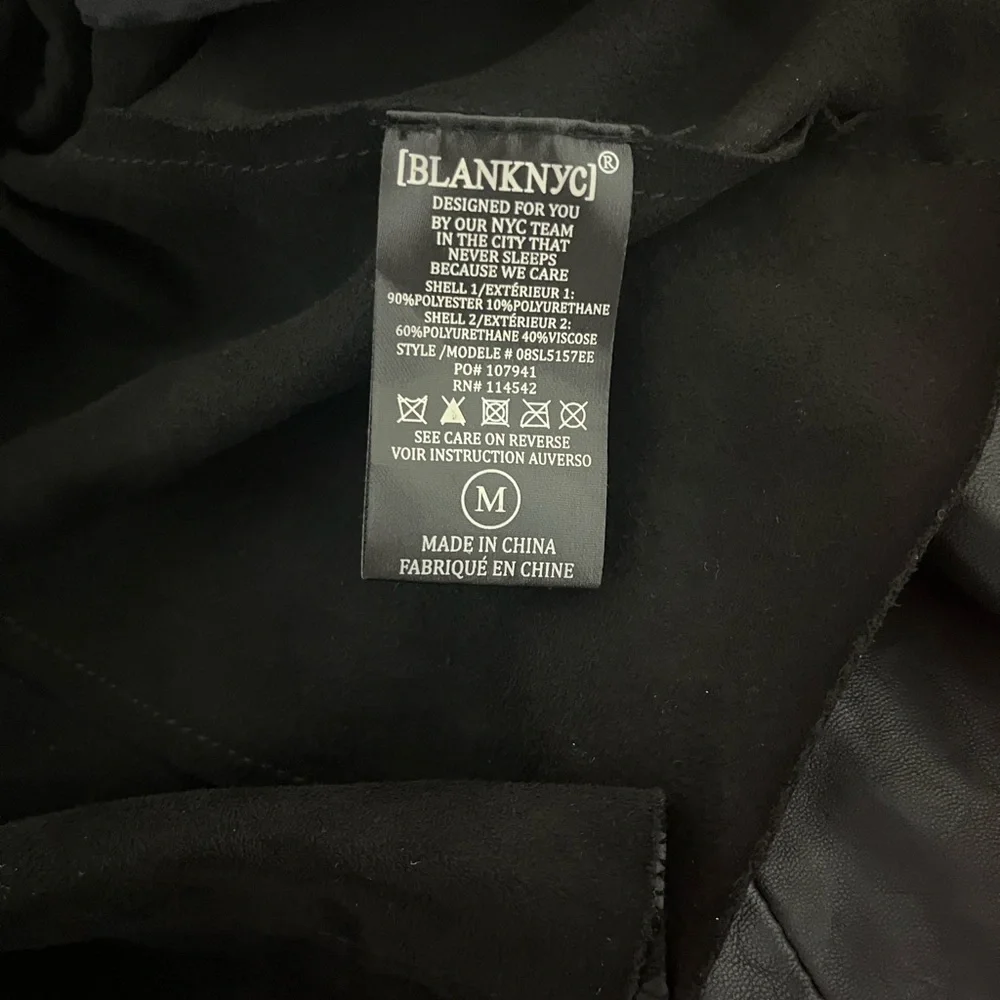 [BLANKNYC]®
DESIGNED FOR YOU
BY OUR NYC TEAM
IN THE CITY THAT
NEVER SLEEPS
BECAUSE WE CARE
SHELL 1/EXTÉRIEUR 1:
90%POLYESTER 10%POLYURETHANE
SHELL 2/EXTÉRIEUR 2:
60%POLYURETHANE 40%VISCOSE
STYLE /MODELE # 08SL5157EE
PO# 107941
RN# 114542
SEE CARE ON REVERSE
VOIR INSTRUCTION AUVERSO
M
MADE IN CHINA
FABRIQUÉ EN CHINE